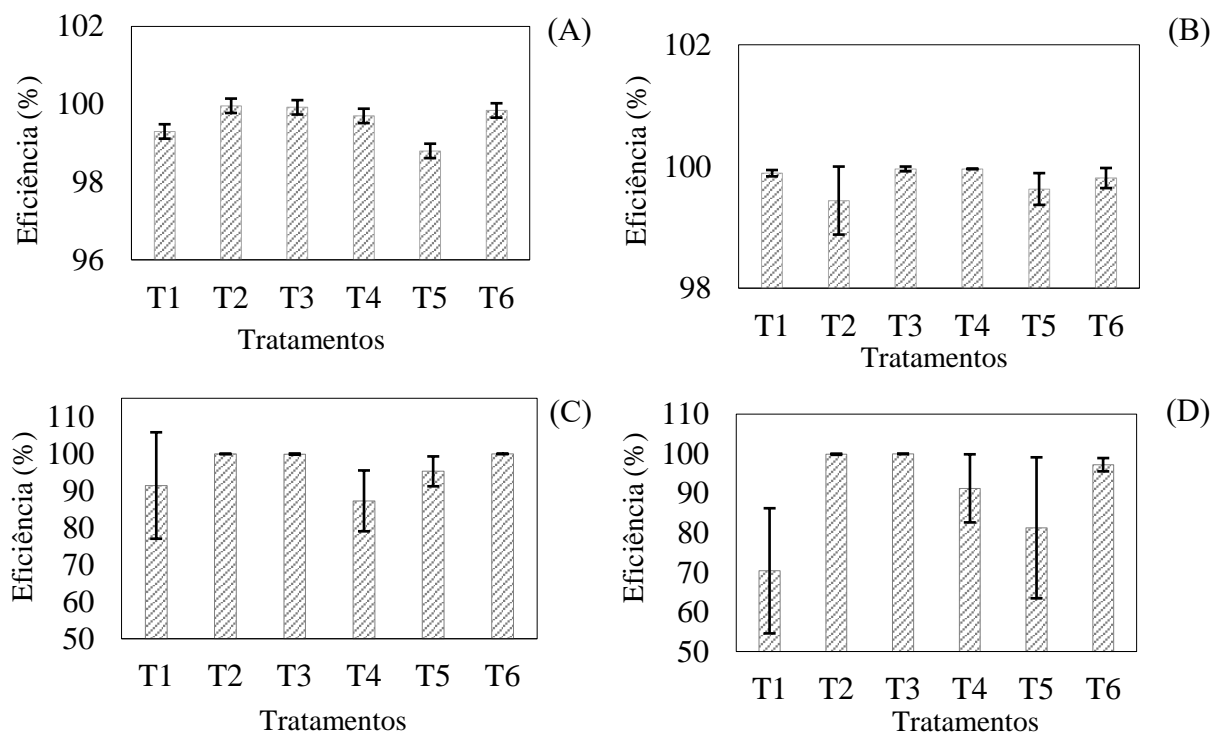 (A)
Eficiência (%)
102
100
98
96
T1 T2 T3 T4 T5 T6
Tratamentos
(B)
Eficiência (%)
102
100
98
T1 T2 T3 T4 T5 T6
Tratamentos
(C)
Eficiência (%)
110
100
90
80
70
60
50
T1 T2 T3 T4 T5 T6
Tratamentos
(D)
Eficiência (%)
110
100
90
80
70
60
50
T1 T2 T3 T4 T5 T6
Tratamentos